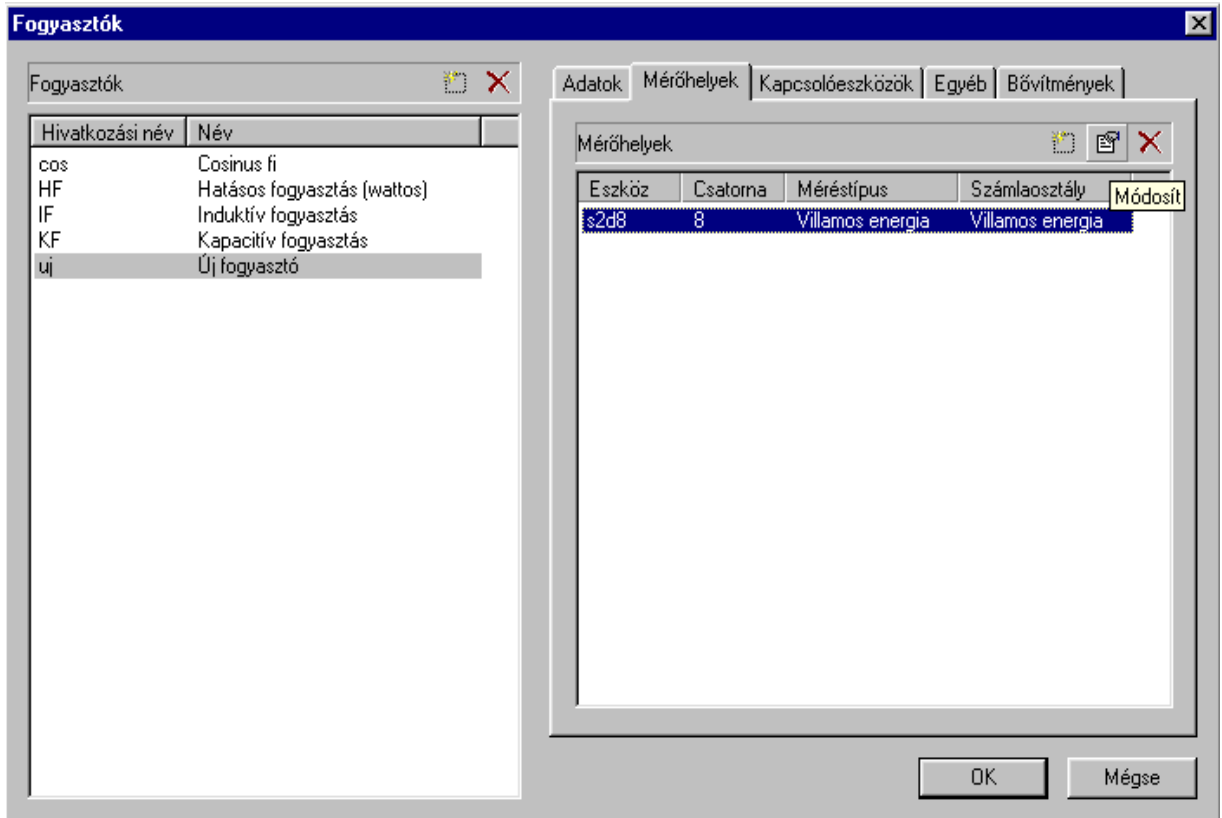 Fogyasztók
Fogyasztók
Hivatkozási név Név
cos Cosinus fi
HF Hatásos fogyasztás (wattos)
IF Induktív fogyasztás
KF Kapacitív fogyasztás
uj Új fogyasztó
Adatok Mérőhelyek Kapcsolóeszközök Egyéb Bővítmények
Mérőhelyek
Eszköz Csatorna Méréstípus Számlaosztály
Módosít
s2d8 8 Villamos energia Villamos energia
OK Mégse